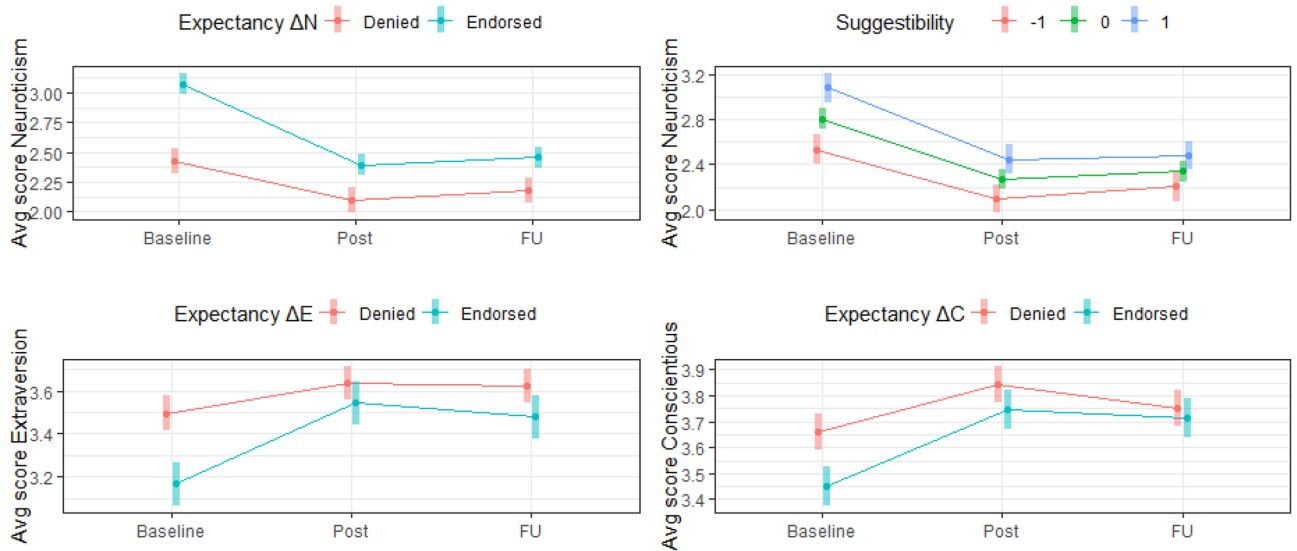 Expectancy ΔN Denied Endorsed
Avg score Neuroticism
3.00
2.75
2.50
2.25
2.00
Baseline Post FU
Suggestibility -1 0 1
Avg score Neuroticism
3.2
2.8
2.4
2.0
Baseline Post FU
Expectancy ΔE Denied Endorsed
Avg score Extraversion
3.6
3.4
3.2
Baseline Post FU
Expectancy ΔC Denied Endorsed
Avg score Conscientious
3.9
3.8
3.7
3.6
3.5
3.4
Baseline Post FU